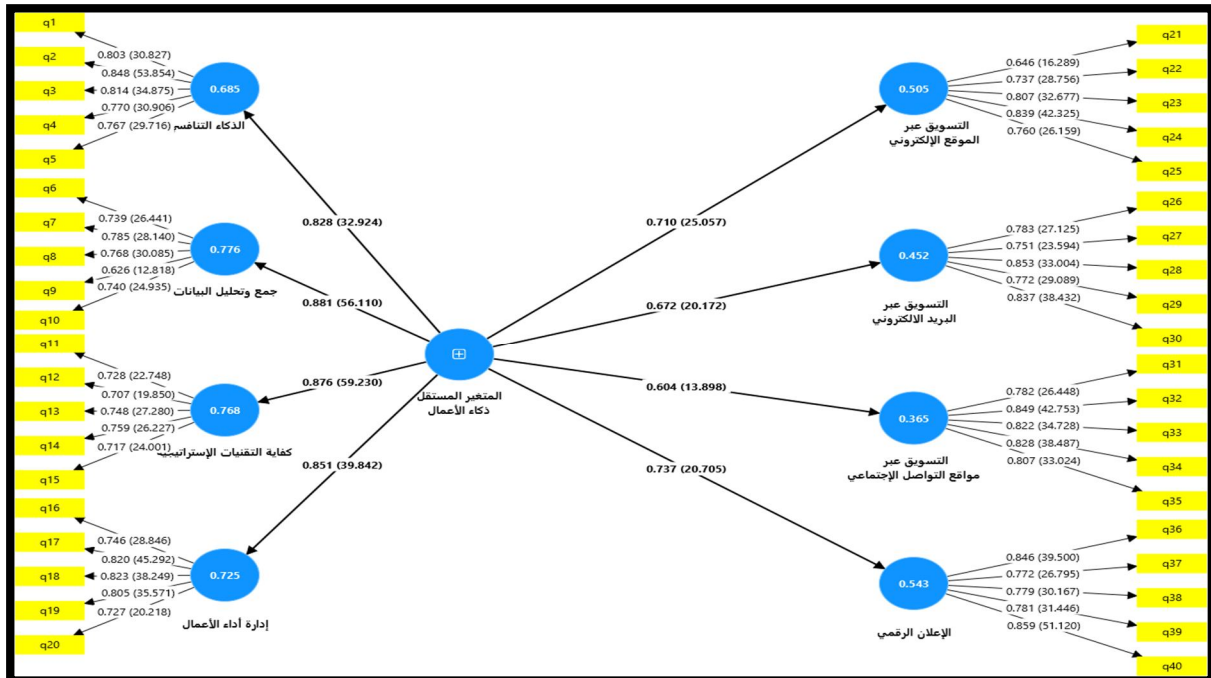 q1
q2
q3
q4
q5
0.803 (30.827)
0.848 (53.854)
0.814 (34.875)
0.770 (30.906)
0.767 (29.716)
0.685
الذكاء التنافس
q6
q7
q8
q9
q10
0.739 (26.441)
0.785 (28.140)
0.768 (30.085)
0.626 (12.818)
0.740 (24.935)
0.776
جمع وتحليل البيانات
q11
q12
q13
q14
q15
0.728 (22.748)
0.707 (19.850)
0.748 (27.280)
0.759 (26.227)
0.717 (24.001)
0.768
كفاية التقنيات الإستراتيجي
q16
q17
q18
q19
q20
0.746 (28.846)
0.820 (45.292)
0.823 (38.249)
0.805 (35.571)
0.727 (20.218)
0.725
إدارة أداء الأعمال
0.828 (32.924)
0.881 (56.110)
0.876 (59.230)
0.851 (39.842)
المتغير المستقل
ذكاء الأعمال
0.710 (25.057)
0.672 (20.172)
0.604 (13.898)
0.737 (20.705)
0.505
التسويق عبر
الموقع الإلكتروني
0.646 (16.289)
0.737 (28.756)
0.807 (32.677)
0.839 (42.325)
0.760 (26.159)
q21
q22
q23
q24
q25
0.452
التسويق عبر
البريد الالكتروني
0.783 (27.125)
0.751 (23.594)
0.853 (33.004)
0.772 (29.089)
0.837 (38.432)
q26
q27
q28
q29
q30
0.365
التسويق عبر
مواقع التواصل الإجتماعي
0.782 (26.448)
0.849 (42.753)
0.822 (34.728)
0.828 (38.487)
0.807 (33.024)
q31
q32
q33
q34
q35
0.543
الإعلان الرقمي
0.846 (39.500)
0.772 (26.795)
0.779 (30.167)
0.781 (31.446)
0.859 (51.120)
q36
q37
q38
q39
q40